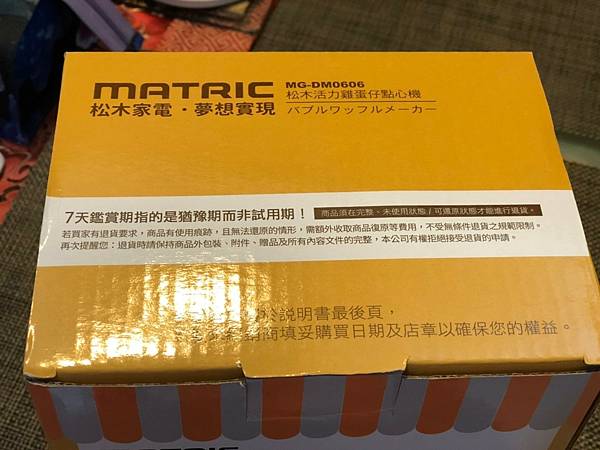 MATRIC
松木家電・夢想實現
MG-DM0606
松木活力雞蛋仔點心機
バブルワッフルメーカー
7天鑑賞期指的是猶豫期而非試用期！
商品須在完整、未使用狀態/可還原狀態才能進行退貨。
若買家有退貨要求，商品有使用痕跡，且無法還原的情形，需額外收取商品復原等費用，不受無條件退貨之規範限制。
再次提醒您：退貨時請保持商品外包裝、附件、贈品及所有內容文件的完整，本公司有權拒絕接受退貨的申請。
於説明書最後頁，
銷商填妥購買日期及店章以確保您的權益。
MATRIC